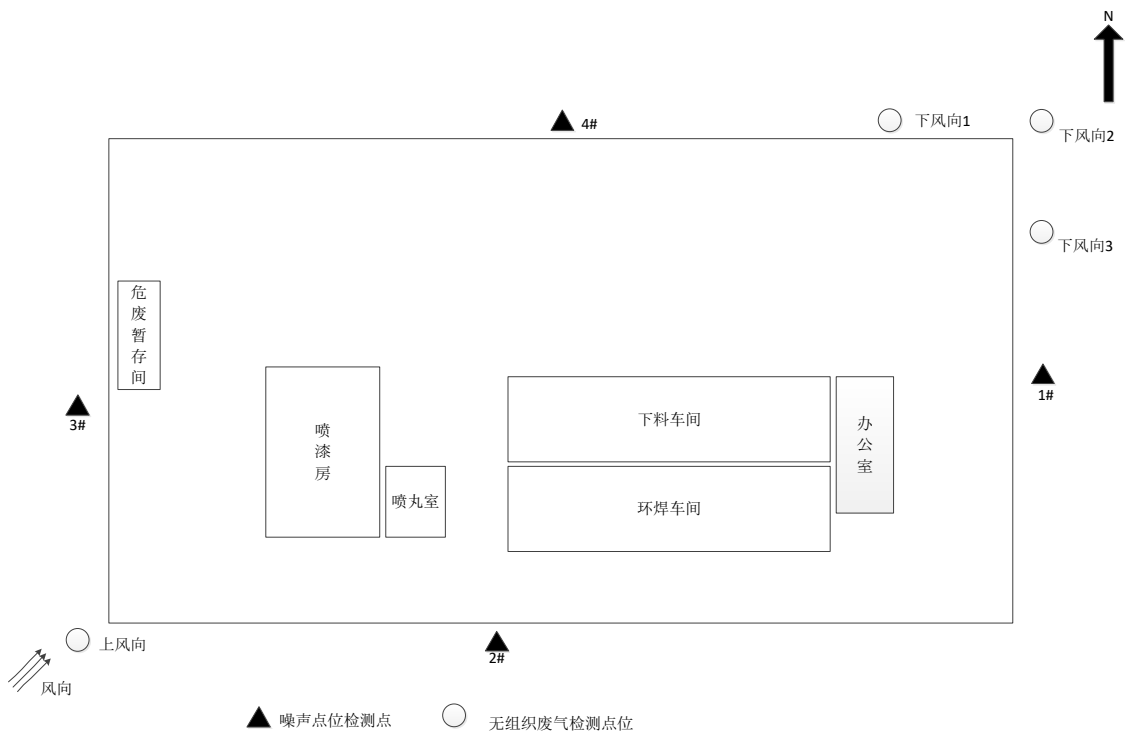 N
4#
下风向1
下风向2
下风向3
危废暂存间
3#
喷漆房
喷丸室
下料车间
环焊车间
办公室
1#
上风向
风向
2#
噪声点位检测点
无组织废气检测点位